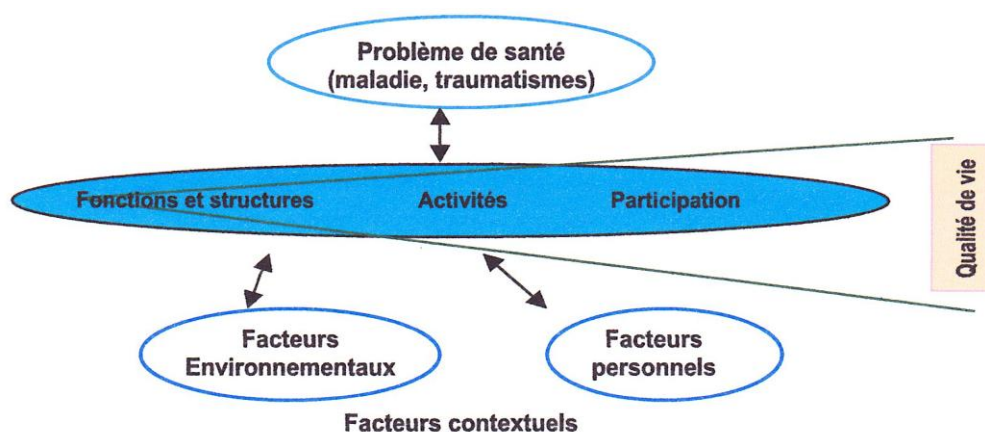 Problème de santé
(maladie, traumatismes)
Fonctions et structures
Activités
Participation
Qualité de vie
Facteurs
Environnementaux
Facteurs
personnels
Facteurs contextuels